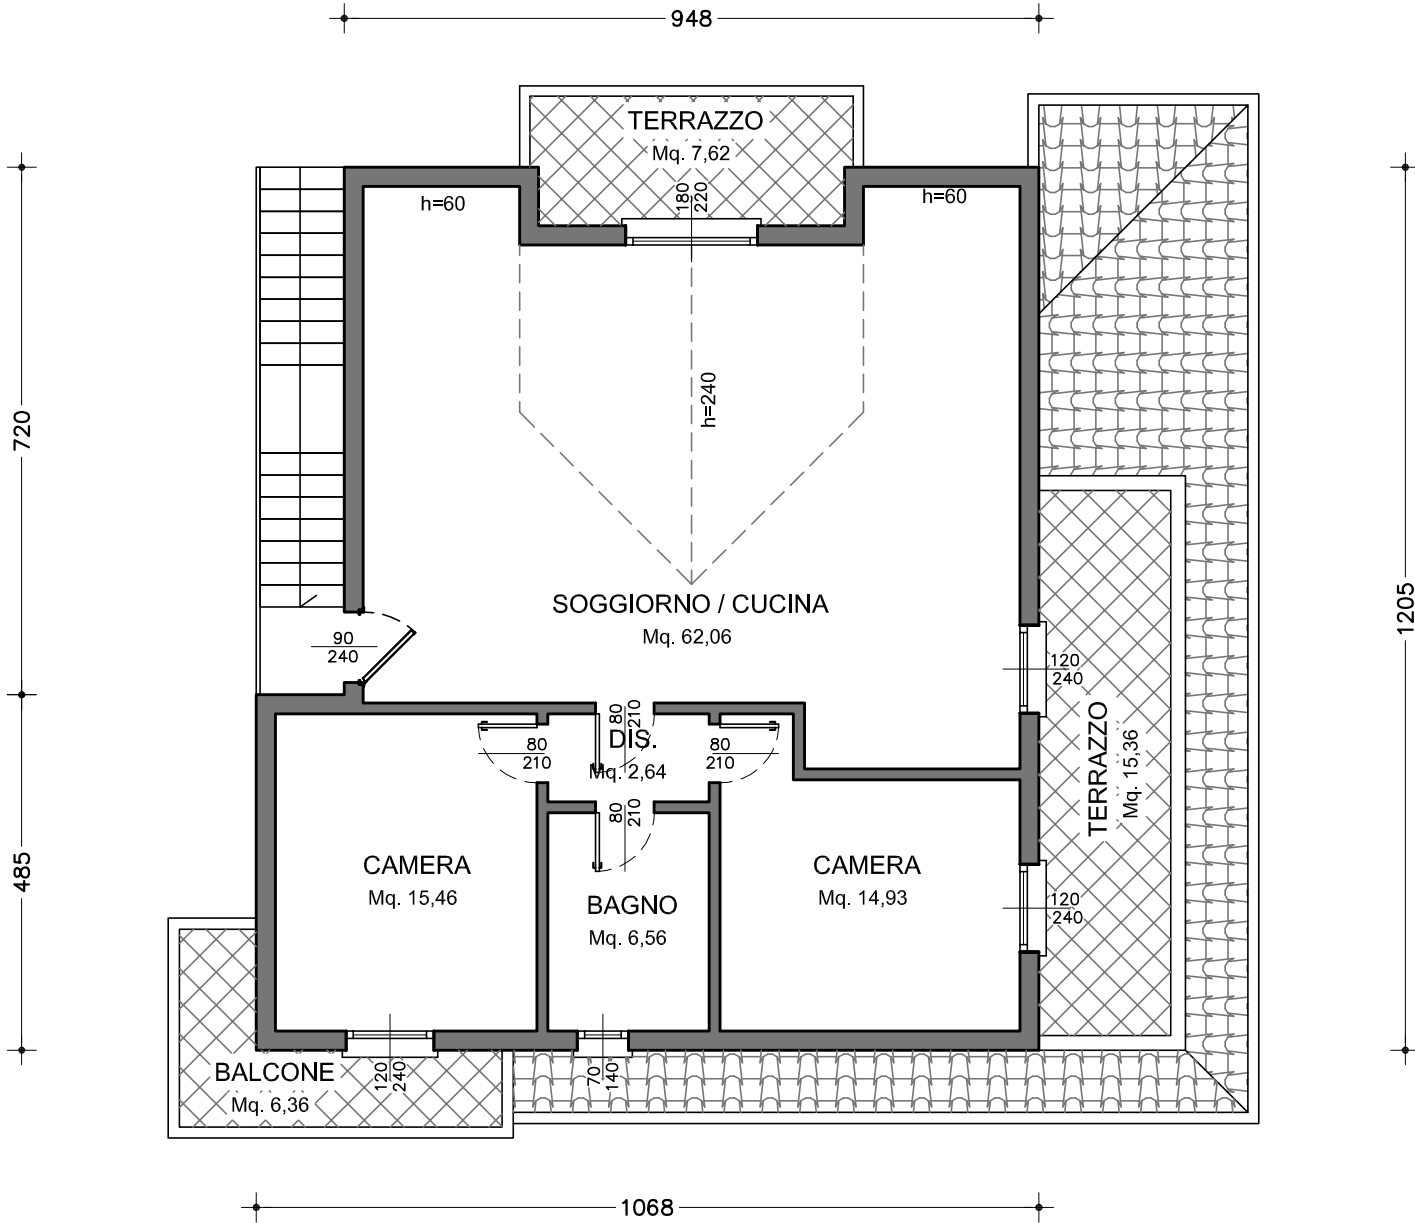 948
TERRAZZO
Mq. 7,62
180
220
h=60
h=60
h=240
720
SOGGIORNO / CUCINA
Mq. 62,06
90
240
120
240
1205
80
210
DIS.
Mq. 2,64
80
210
80
210
TERRAZZO
Mq. 15,36
80
210
485
CAMERA
Mq. 15,46
BAGNO
Mq. 6,56
CAMERA
Mq. 14,93
120
240
BALCONE
Mq. 6,36
120
240
70
140
1068